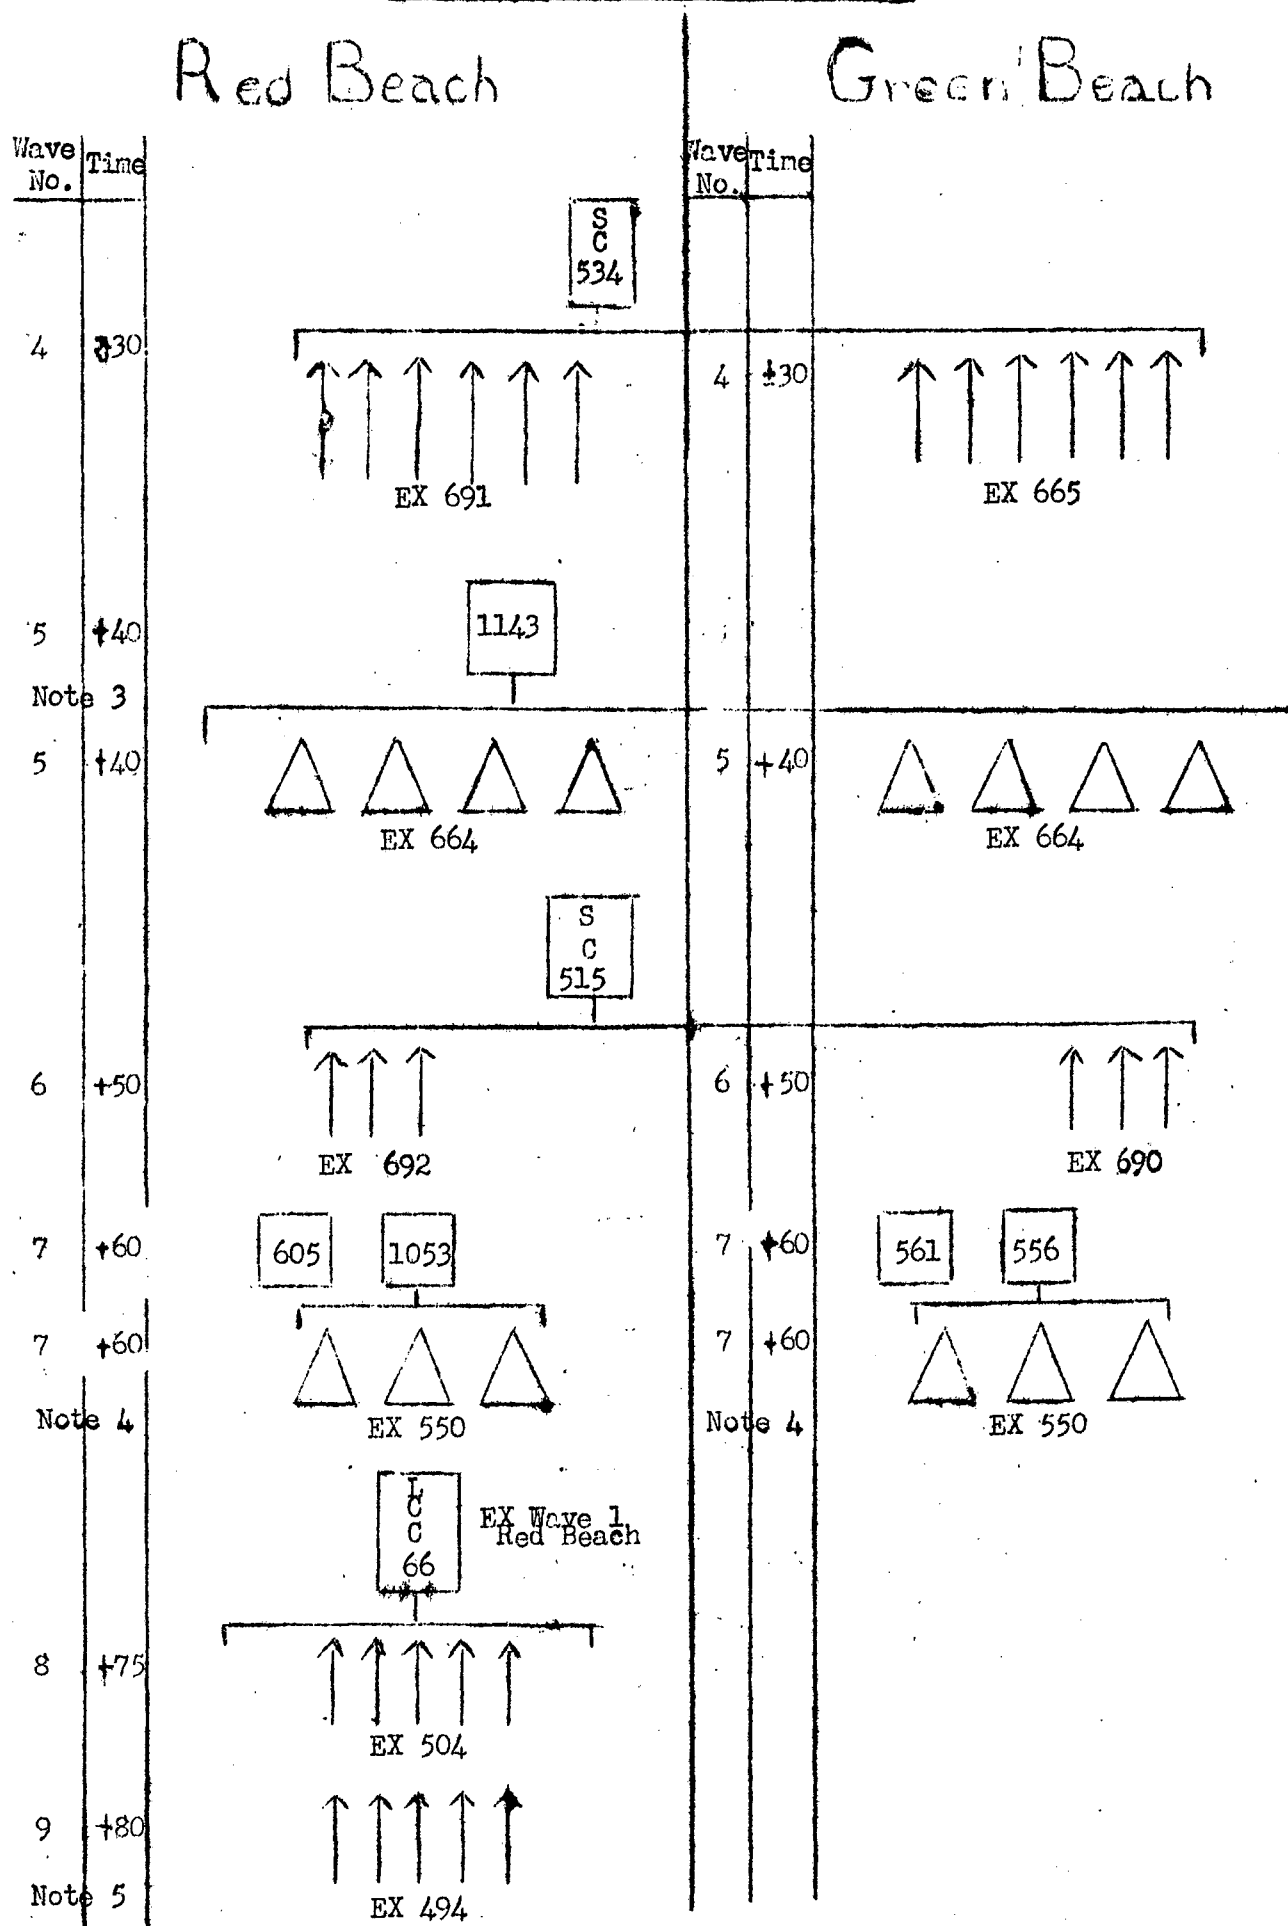 Red Beach
Green Beach
Wave Time
No.
Wave Time
No.
S
C
534
4 +30
4 +30
EX 691
EX 665
1143
5 +40
Note 3
5 +40
5 +40
EX 664
EX 664
S
C
515
6 +50
6 +50
EX 692
EX 690
7 +60
605
1053
7 +60
561
556
7 +60
7 +60
Note 4
EX 550
Note 4
EX 550
L
C
C
66
EX Wave 1
Red Beach
8 +75
EX 504
9 +80
Note 5
EX 494